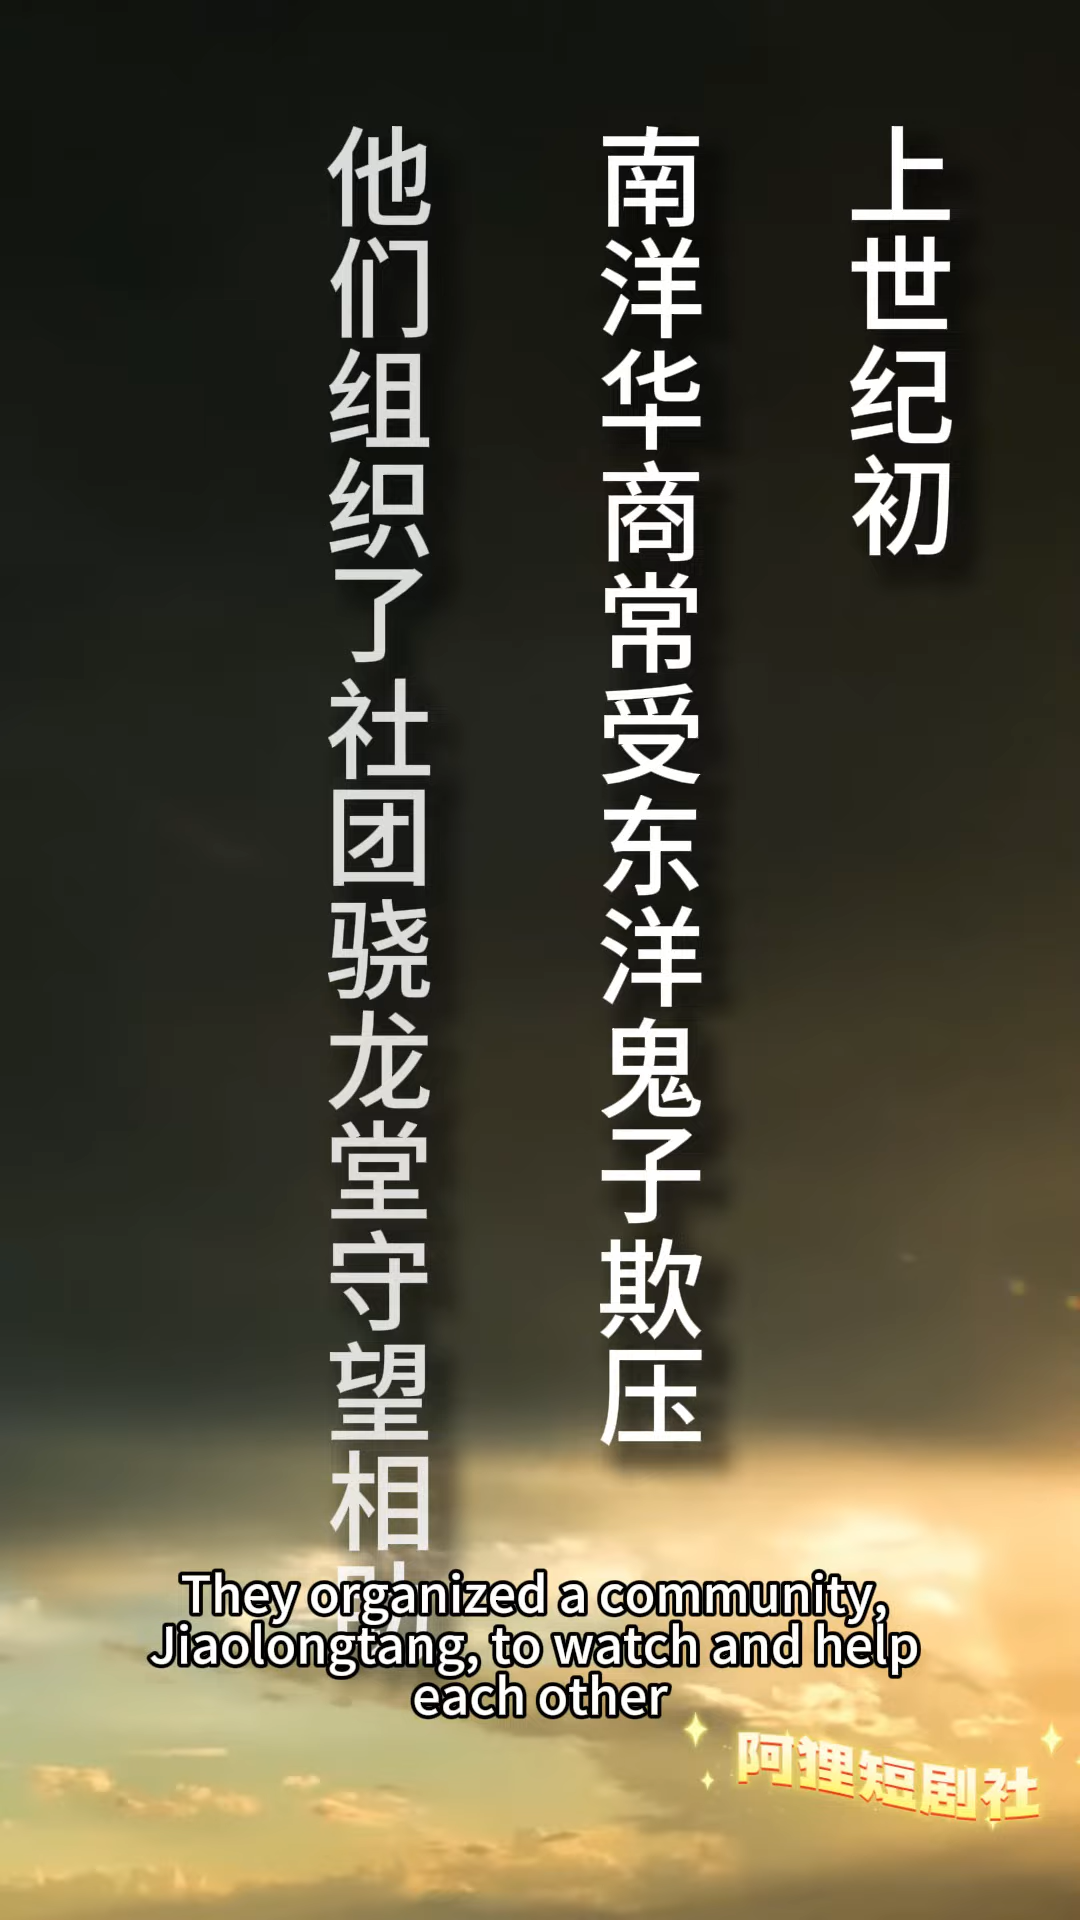 上世纪初
南洋华商常受东洋鬼子欺压
他们组织了社团骁龙堂守望相助
They organized a community,
Jiaolongtang, to watch and help
each other
阿狸短剧社